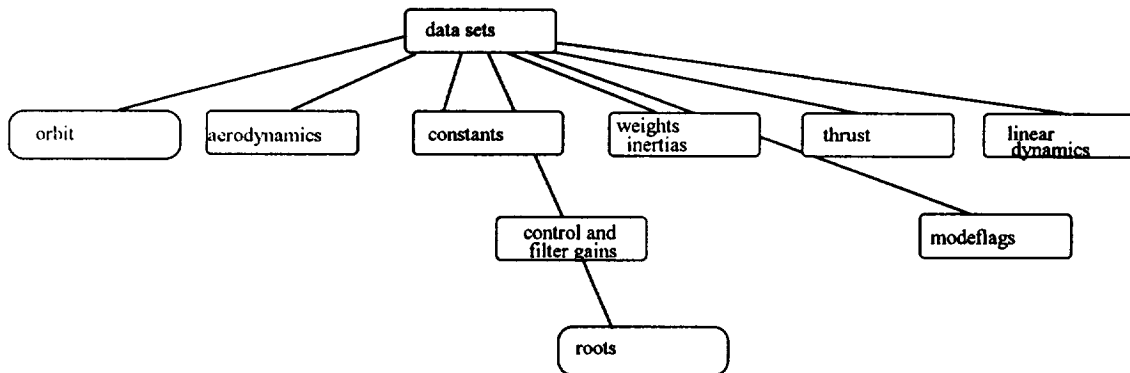 data sets
orbit
aerodynamics
constants
weights
inertias
thrust
linear
dynamics
control and
filter gains
modeflags
roots